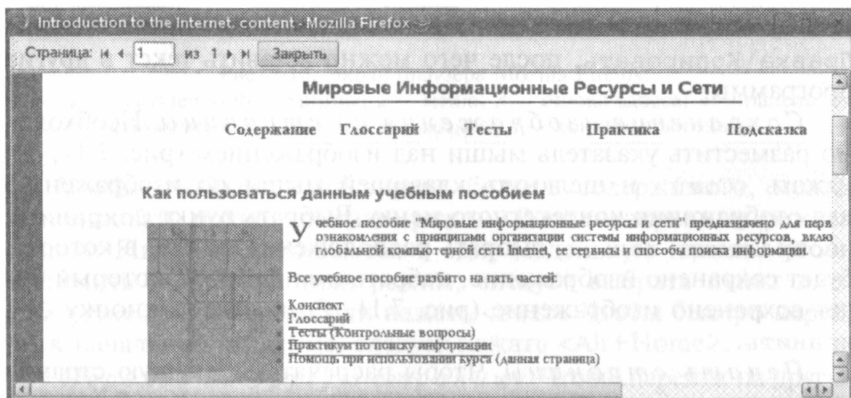 Introduction to the Internet. content - Mozilla Firefox
Страница: 1 из 1 Закрыть
Мировые Информационные Ресурсы и Сети
Содержание Глоссарий Тесты Практика Подсказка
Как пользоваться данным учебным пособием
Учебное пособие "Мировые информационные ресурсы и сети" предназначено для перв
знакомления с принципами организации системы информационных ресурсов, вклю
глобальной компьютерной сети Internet, ее сервисы и способы поиска информации.
Все учебное пособие разбито на пять частей:
Конспект
Глоссарий
Тесты (Контрольные вопросы)
Практикум по поиску информации
Помощь при использовании курса (данная страница)